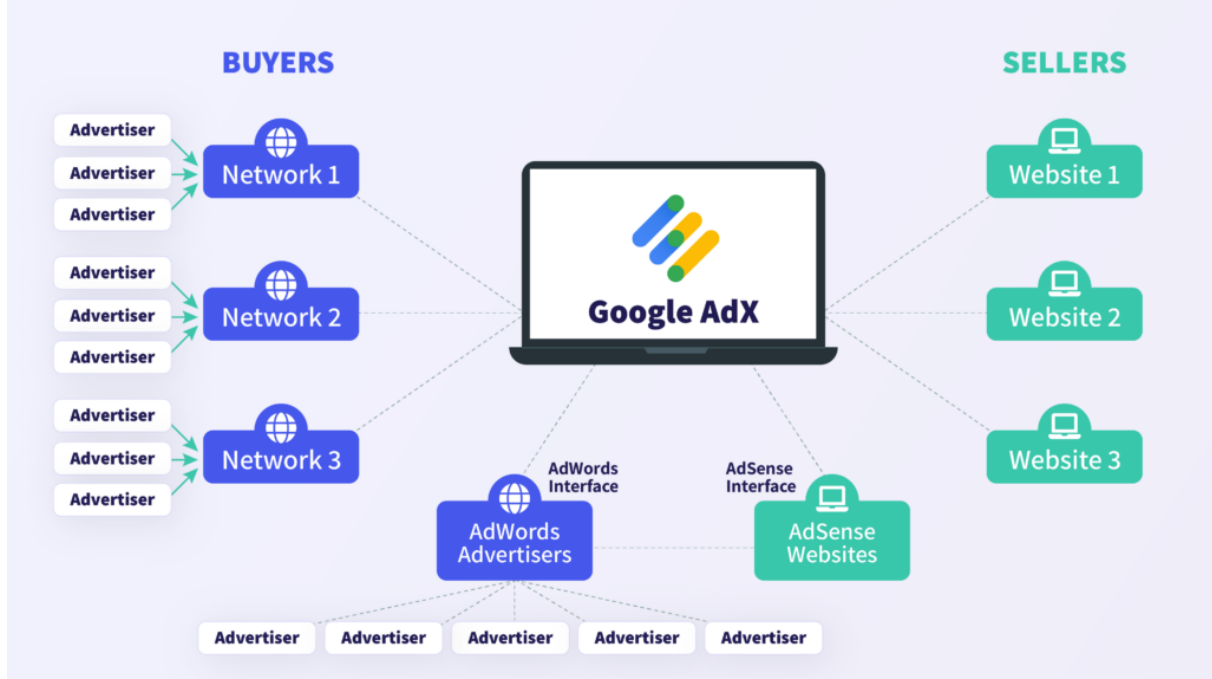 BUYERS
SELLERS
Advertiser
Advertiser
Advertiser
Network 1
Advertiser
Advertiser
Advertiser
Network 2
Advertiser
Advertiser
Advertiser
Network 3
Google AdX
Website 1
Website 2
Website 3
AdWords
Interface
AdWords
Advertisers
AdSense
Interface
AdSense
Websites
Advertiser
Advertiser
Advertiser
Advertiser
Advertiser